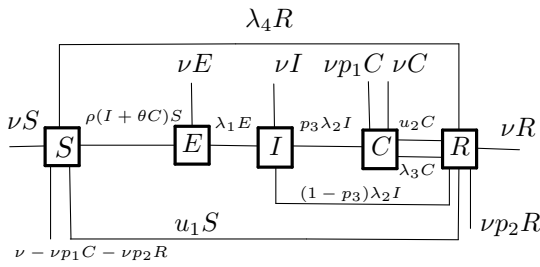 λ₄R
νE νI νp₁C νC
νS ρ(I + θC)S λ₁E p₃λ₂I u₂C νR
S E I C R
λ₃C
(1 − p₃)λ₂I
u₁S νp₂R
ν − νp₁C − νp₂R